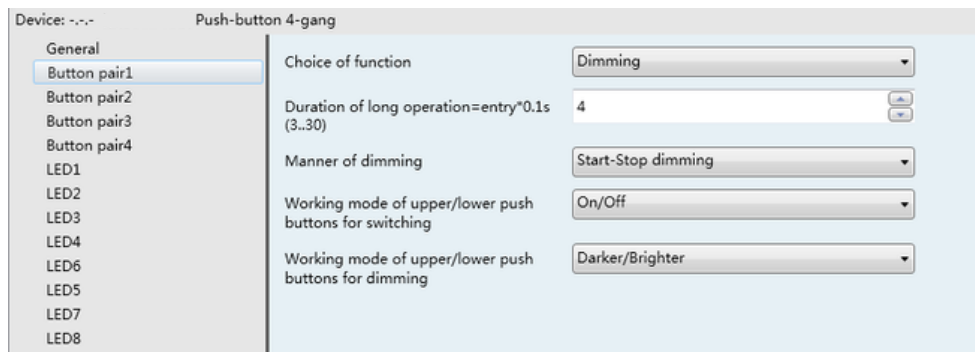 Device: -.-.- Push-button 4-gang
General
Button pair1
Button pair2
Button pair3
Button pair4
LED1
LED2
LED3
LED4
LED6
LED5
LED7
LED8
Choice of function Dimming
Duration of long operation=entry*0.1s 4
(3..30)
Manner of dimming Start-Stop dimming
Working mode of upper/lower push On/Off
buttons for switching
Working mode of upper/lower push Darker/Brighter
buttons for dimming